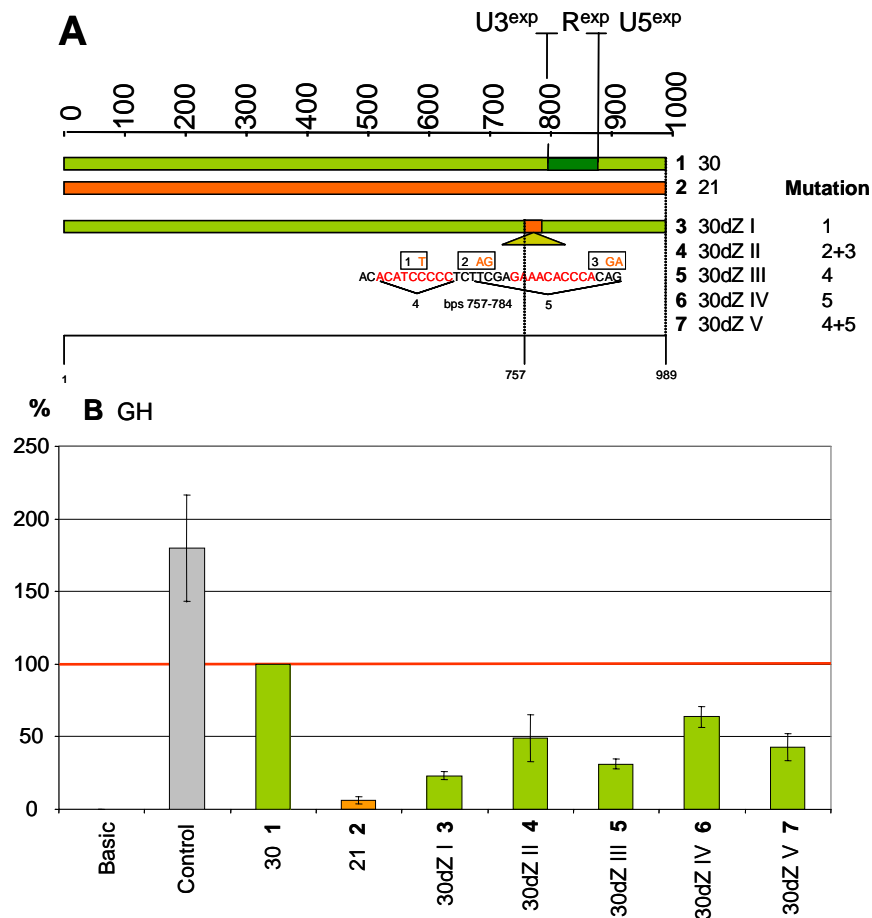 A U3exp Rexp U5exp
0 100 200 300 400 500 600 700 800 900 1000
1 30
2 21 Mutation
3 30dZ I 1
4 30dZ II 2+3
1 T 2 AG 3 GA
ACACATCCCCCTCTTCGAGAAACACCCACAG 5 30dZ III 4
4 bps 757-784 5 6 30dZ IV 5
7 30dZ V 4+5
1 757 989
% B GH
250
200
150
100
50
0
Basic Control 30 1 21 2 30dZ I 3 30dZ II 4 30dZ III 5 30dZ IV 6 30dZ V 7